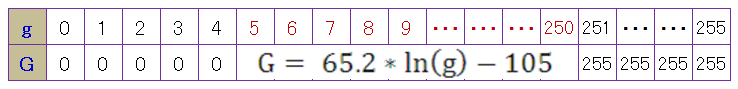 g 0 1 2 3 4 5 6 7 8 9 ... ... ... 250 251 ... ... 255
G 0 0 0 0 0 G = 65.2 * ln(g) − 105 255 255 255 255